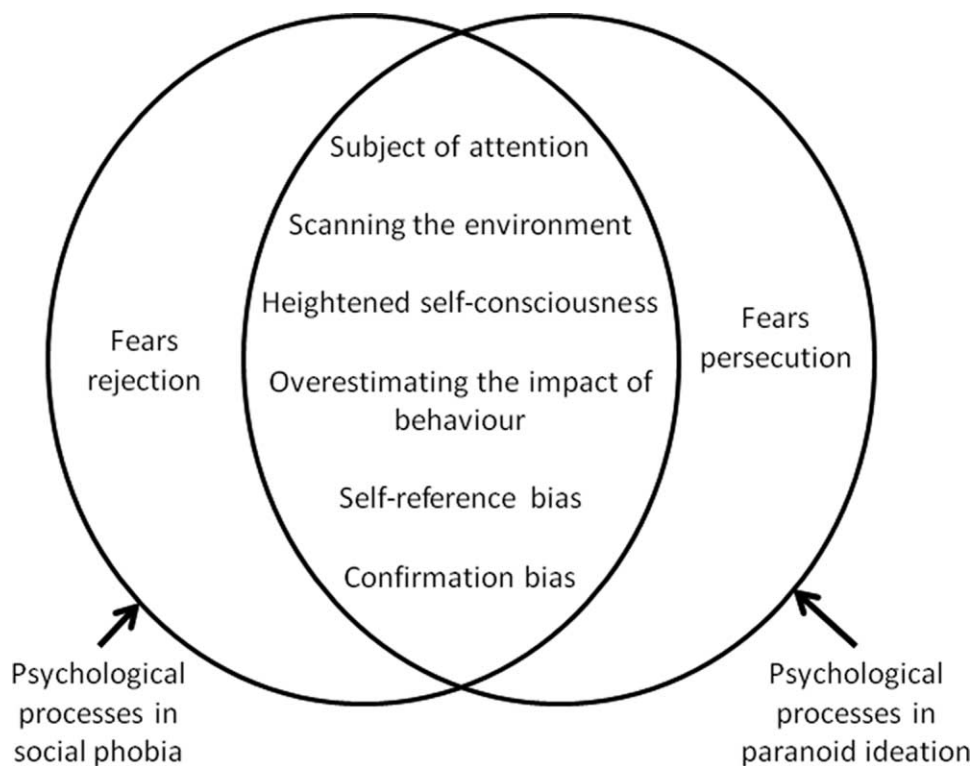 Subject of attention
Scanning the environment
Heightened self-consciousness
Fears
rejection
Fears
persecution
Overestimating the impact of
behaviour
Self-reference bias
Confirmation bias
Psychological
processes in
social phobia
Psychological
processes in
paranoid ideation